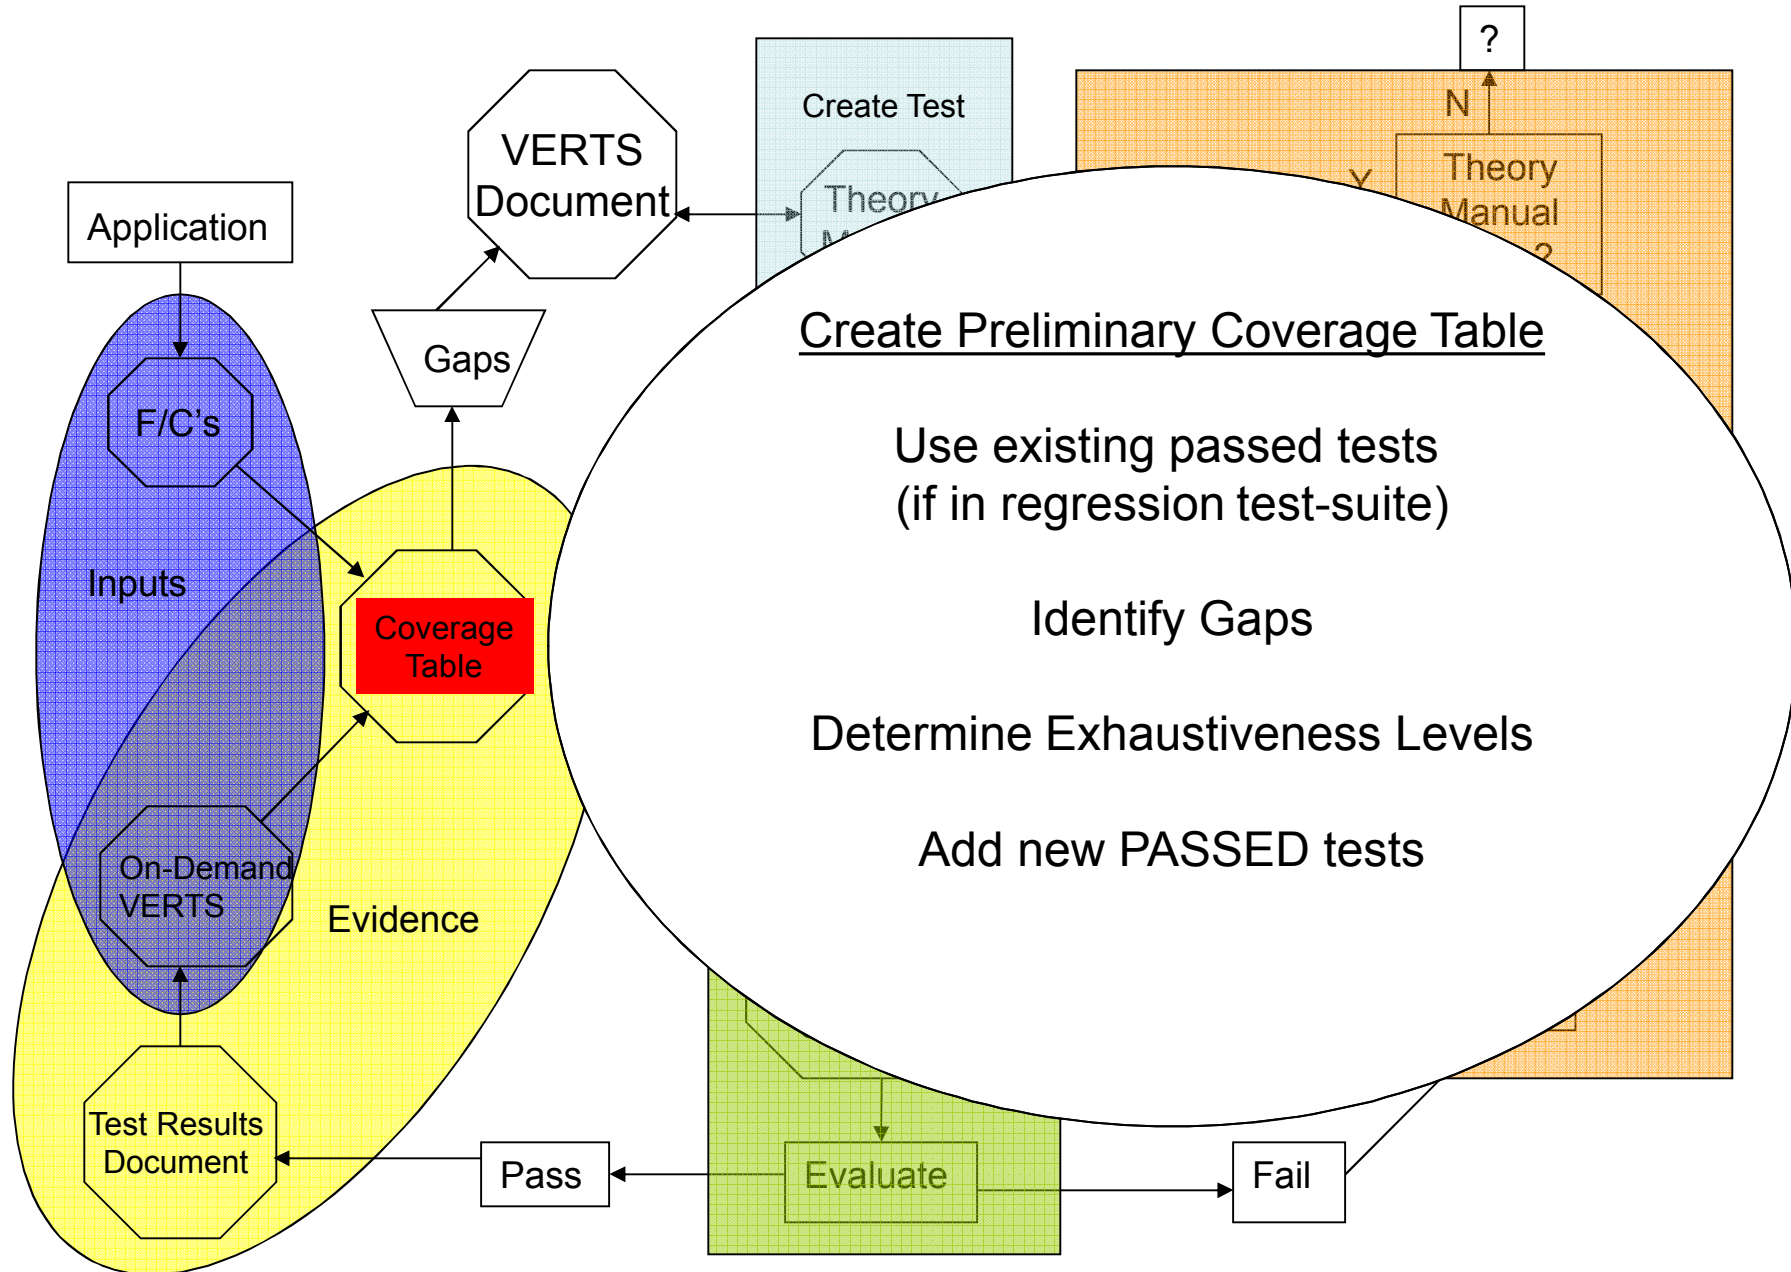 ?
N
Create Test
VERTS
Document
Theory
Y
Theory
Manual
?
Application
Gaps
F/C's
Inputs
Coverage
Table
On-Demand
VERTS
Evidence
Test Results
Document
Create Preliminary Coverage Table
Use existing passed tests
(if in regression test-suite)
Identify Gaps
Determine Exhaustiveness Levels
Add new PASSED tests
Pass
Evaluate
Fail